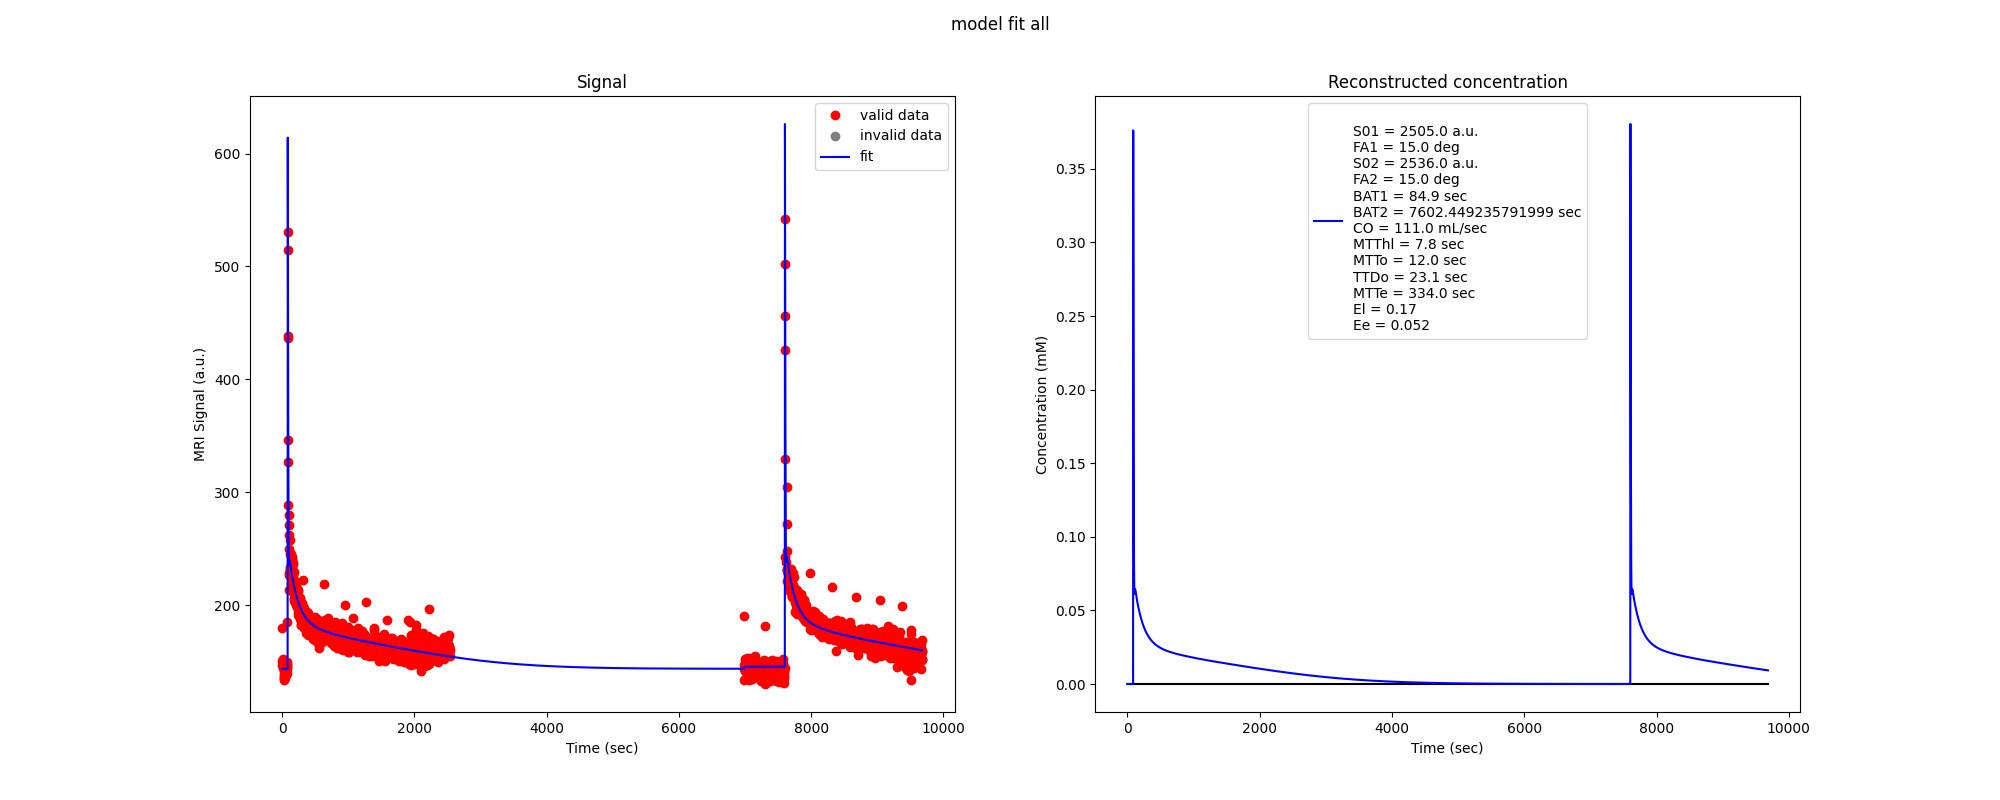 model fit all
Signal
600
500
400
300
200
MRI Signal (a.u.)
valid data
invalid data
fit
0
2000
4000
6000
8000
10000
Time (sec)
Reconstructed concentration
0.35
0.30
0.25
0.20
0.15
0.10
0.05
0.00
Concentration (mM)
S01 = 2505.0 a.u.
FA1 = 15.0 deg
S02 = 2536.0 a.u.
FA2 = 15.0 deg
BAT1 = 84.9 sec
BAT2 = 7602.449235791999 sec
CO = 111.0 mL/sec
MTThl = 7.8 sec
MTTo = 12.0 sec
TTDo = 23.1 sec
MTTe = 334.0 sec
El = 0.17
Ee = 0.052
0
2000
4000
6000
8000
10000
Time (sec)